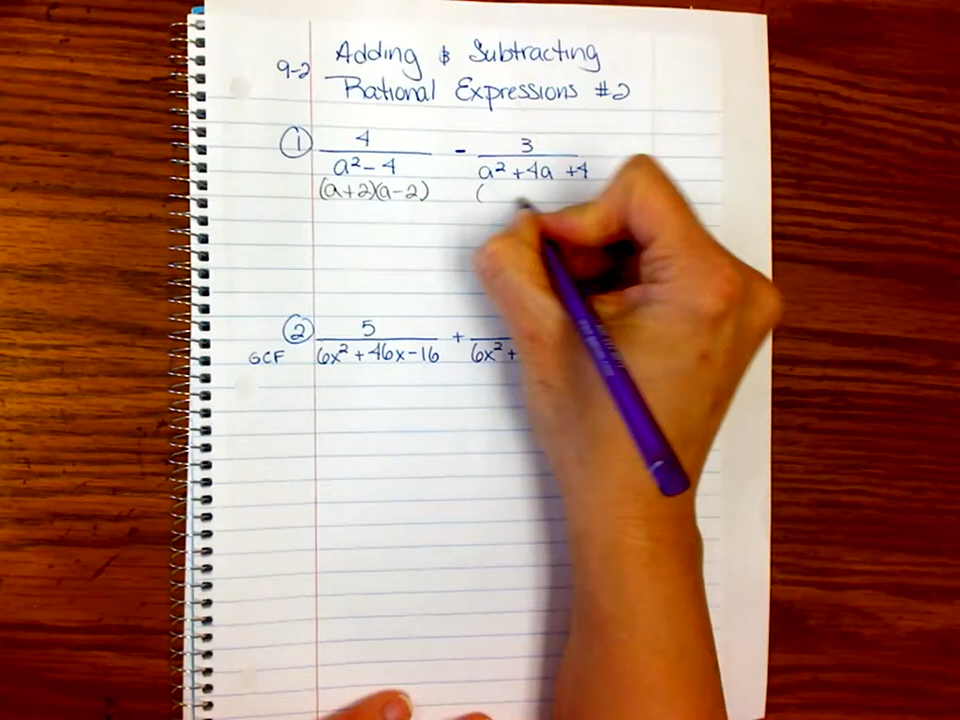 9-2 Adding & Subtracting
Rational Expressions #2
① 4/(a² - 4) - 3/(a² + 4a + 4)
(a+2)(a-2) (
② 5/(6x² + 46x - 16) + /(6x² +
GCF